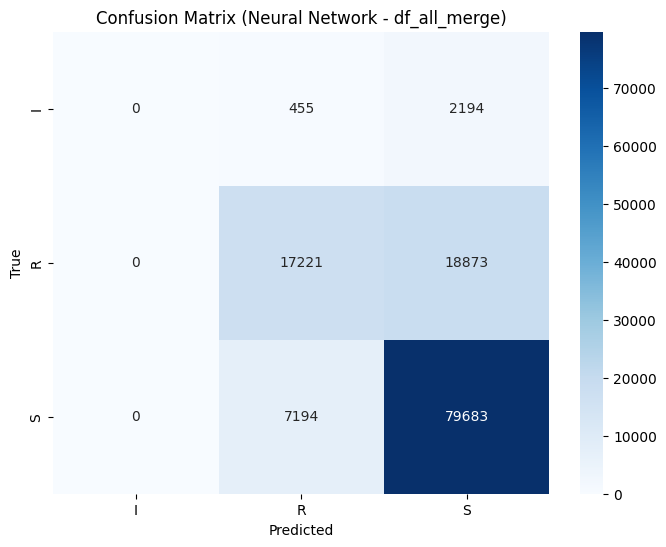 Confusion Matrix (Neural Network - df_all_merge)
I 0 455 2194
R 0 17221 18873
S 0 7194 79683
True
I R S
Predicted
70000
60000
50000
40000
30000
20000
10000
0